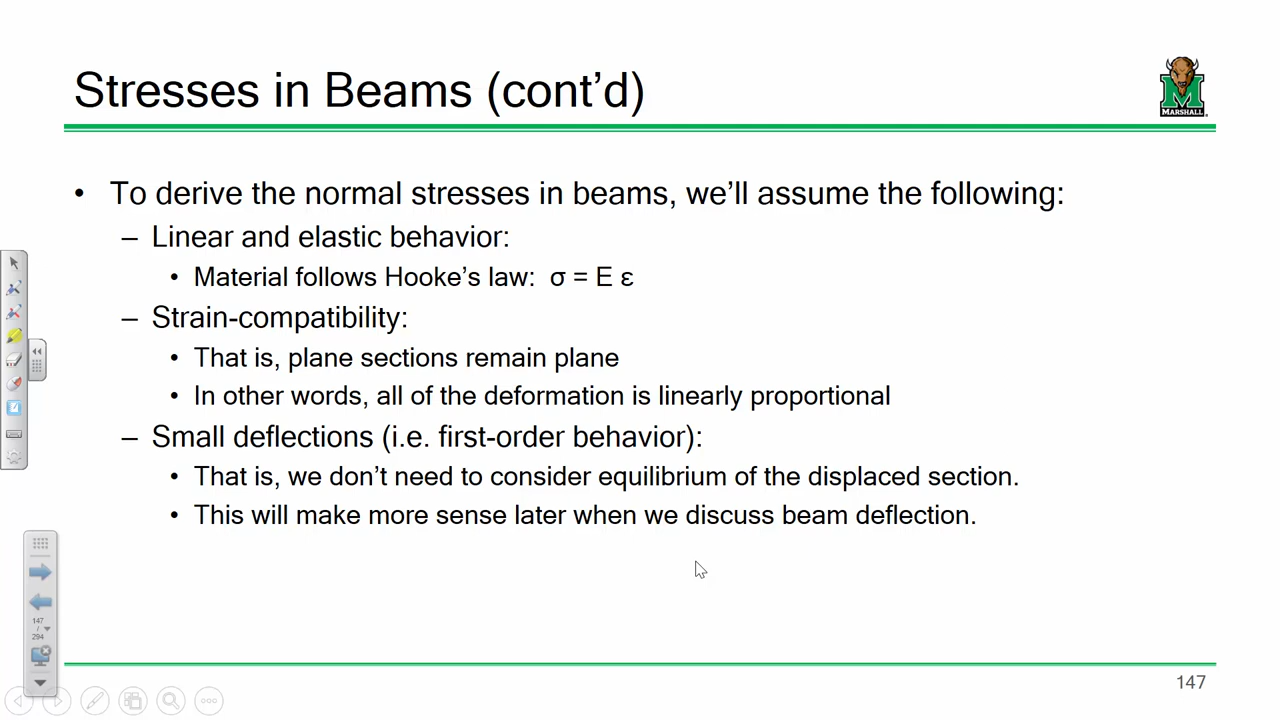 Stresses in Beams (cont’d)
MARSHALL
• To derive the normal stresses in beams, we’ll assume the following:
– Linear and elastic behavior:
• Material follows Hooke’s law:  σ = E ε
– Strain-compatibility:
• That is, plane sections remain plane
• In other words, all of the deformation is linearly proportional
– Small deflections (i.e. first-order behavior):
• That is, we don’t need to consider equilibrium of the displaced section.
• This will make more sense later when we discuss beam deflection.
147
/
294
147